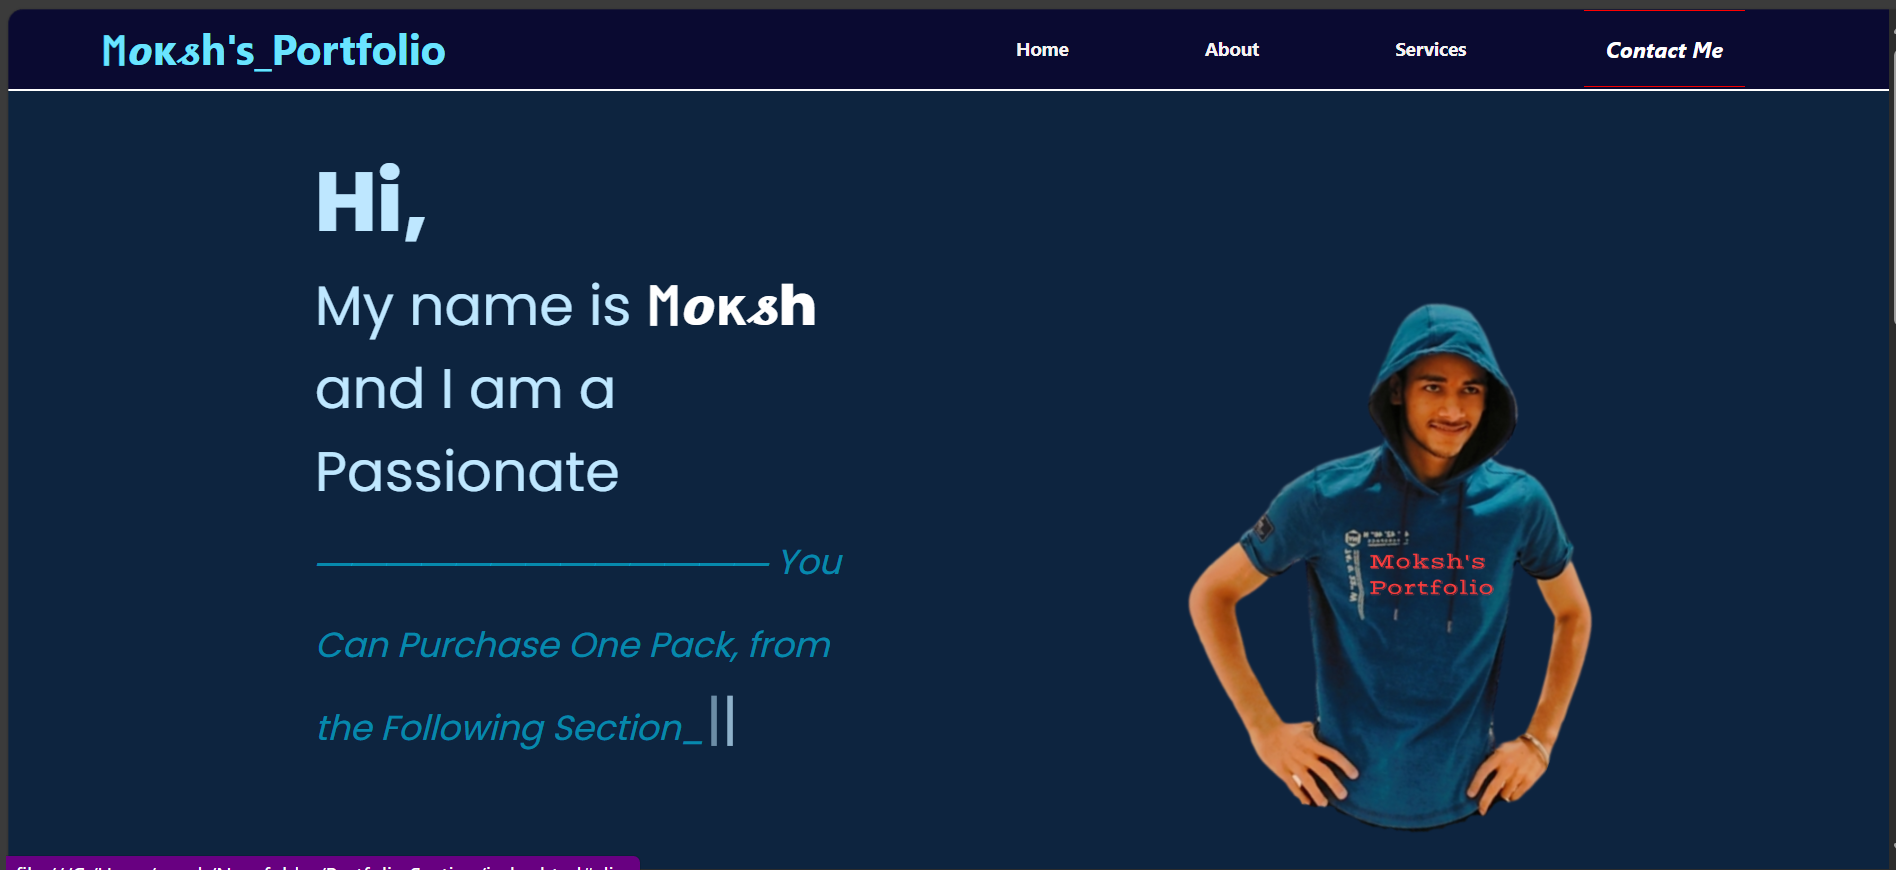 Moksh's_Portfolio
Home
About
Services
Contact Me
Hi,
My name is Moksh
and I am a
Passionate
You
Can Purchase One Pack, from
the Following Section_||
Moksh's
Portfolio